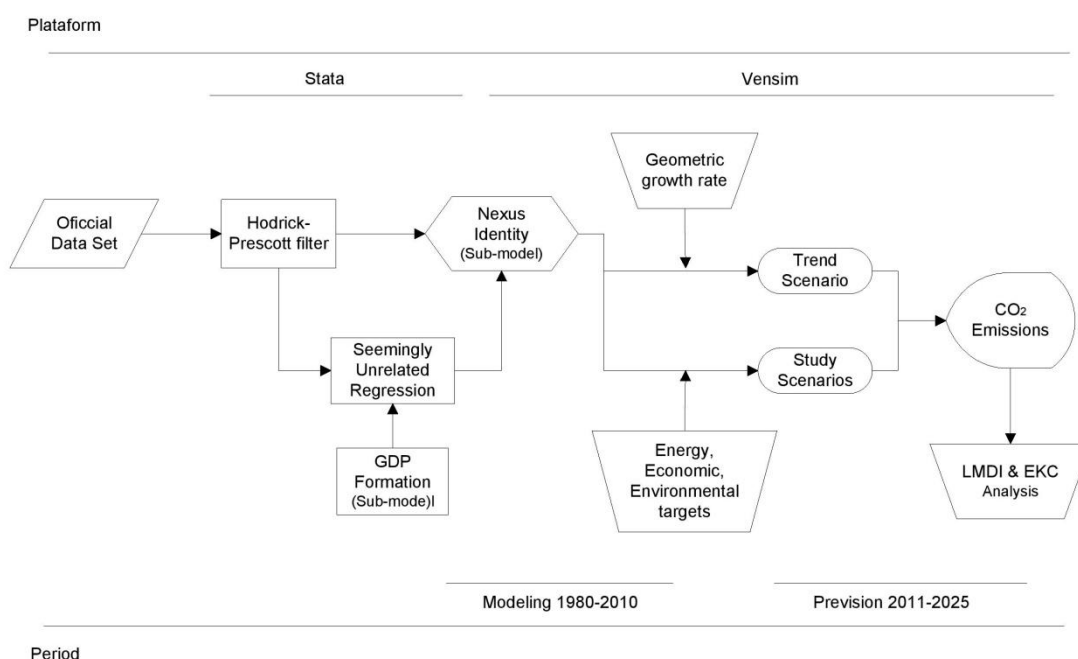 Plataform
Stata
Vensim
Geometric
growth rate
Oficcial
Data Set
Hodrick-
Prescott filter
Nexus
Identity
(Sub-model)
Trend
Scenario
CO₂
Emissions
Seemingly
Unrelated
Regression
Study
Scenarios
GDP
Formation
(Sub-mode)l
Energy,
Economic,
Environmental
targets
LMDI & EKC
Analysis
Modeling 1980-2010
Prevision 2011-2025
Period